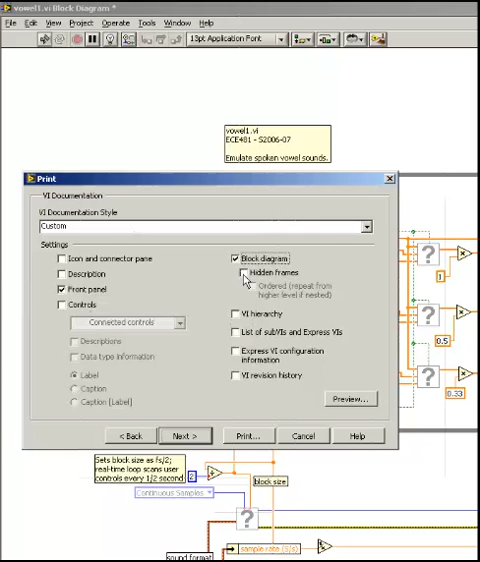 vowel1.vi Block Diagram *
File Edit View Project Operate Tools Window Help
13pt Application Font
vowel1.vi
ECE481 - S2006-07
Emulate spoken vowel sounds.
Print
VI Documentation
VI Documentation Style
Custom
Settings
Icon and connector pane
Description
Front panel
Controls
Connected controls
Descriptions
Data type information
Label
Caption
Caption (Label)
Block diagram
Hidden frames
Ordered (repeat from
higher level if nested)
VI hierarchy
List of subVIs and Express VIs
Express VI configuration
information
VI revision history
Preview...
< Back Next > Print... Cancel Help
?
1
?
0.5
?
0.33
Sets block size as fs/2;
real-time loop scans user
controls every 1/2 second
2
block size
Continuous Samples
?
sound format
sample rate (S/s)